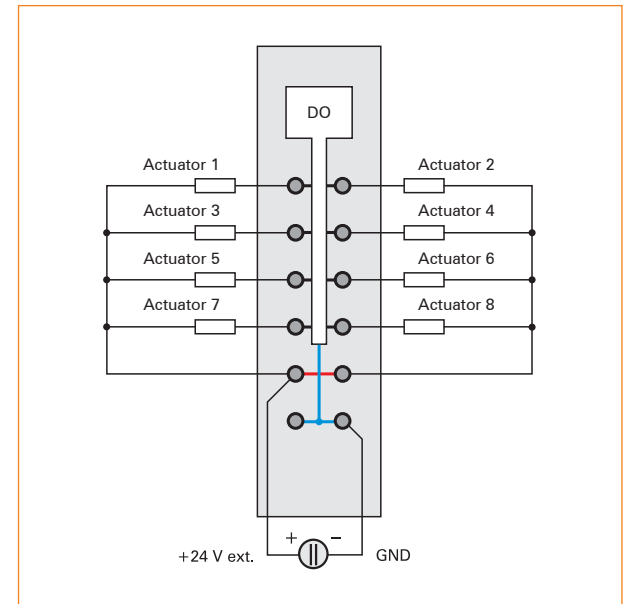 DO
Actuator 1
Actuator 2
Actuator 3
Actuator 4
Actuator 5
Actuator 6
Actuator 7
Actuator 8
+ −
+24 V ext.
GND